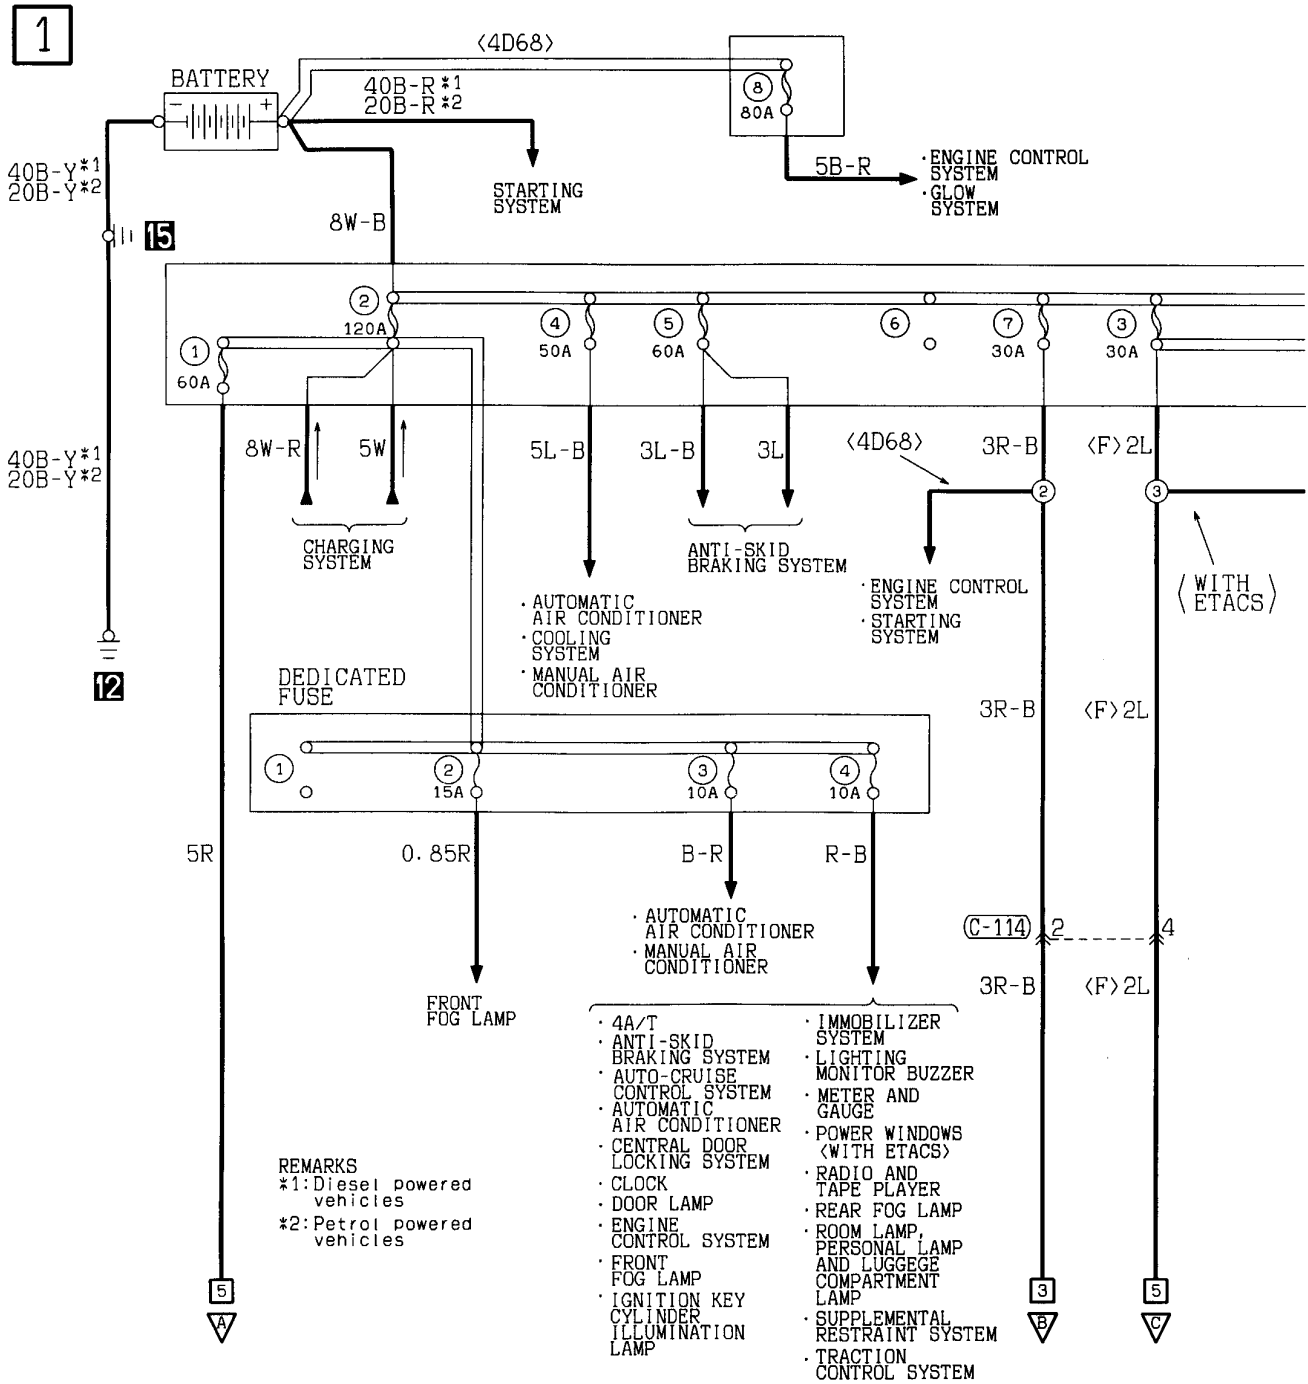 1
〈4D68〉
BATTERY
- +
40B-R*1
20B-R*2
8
80A
40B-Y*1
20B-Y*2
5B-R
· ENGINE CONTROL
SYSTEM
· GLOW
SYSTEM
STARTING
SYSTEM
15
8W-B
2
120A
1
60A
4
50A
5
60A
6
7
30A
3
30A
40B-Y*1
20B-Y*2
8W-R
5W
5L-B
3L-B
3L
〈4D68〉
3R-B
〈F〉2L
2
3
CHARGING
SYSTEM
ANTI-SKID
BRAKING SYSTEM
· ENGINE CONTROL
SYSTEM
· STARTING
SYSTEM
〈WITH
ETACS〉
· AUTOMATIC
AIR CONDITIONER
· COOLING
SYSTEM
· MANUAL AIR
CONDITIONER
12
DEDICATED
FUSE
3R-B
〈F〉2L
1
2
15A
3
10A
4
10A
5R
0.85R
B-R
R-B
· AUTOMATIC
AIR CONDITIONER
· MANUAL AIR
CONDITIONER
C-114
2
4
3R-B
〈F〉2L
FRONT
FOG LAMP
· 4A/T
· ANTI-SKID
BRAKING SYSTEM
· AUTO-CRUISE
CONTROL SYSTEM
· AUTOMATIC
AIR CONDITIONER
· CENTRAL DOOR
LOCKING SYSTEM
· CLOCK
· DOOR LAMP
· ENGINE
CONTROL SYSTEM
· FRONT
FOG LAMP
· IGNITION KEY
CYLINDER
ILLUMINATION
LAMP
· IMMOBILIZER
SYSTEM
· LIGHTING
MONITOR BUZZER
· METER AND
GAUGE
· POWER WINDOWS
〈WITH ETACS〉
· RADIO AND
TAPE PLAYER
· REAR FOG LAMP
· ROOM LAMP,
PERSONAL LAMP
AND LUGGEGE
COMPARTMENT
LAMP
· SUPPLEMENTAL
RESTRAINT SYSTEM
· TRACTION
CONTROL SYSTEM
REMARKS
*1:Diesel powered
vehicles
*2:Petrol powered
vehicles
5
A
3
B
5
C